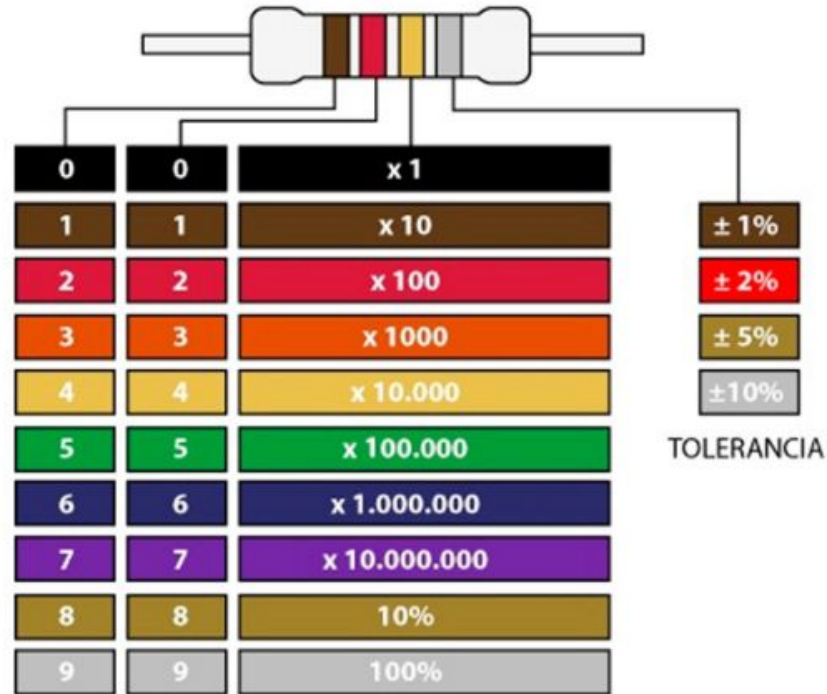 0 0 x 1
1 1 x 10 ± 1%
2 2 x 100 ± 2%
3 3 x 1000 ± 5%
4 4 x 10.000 ±10%
5 5 x 100.000 TOLERANCIA
6 6 x 1.000.000
7 7 x 10.000.000
8 8 10%
9 9 100%